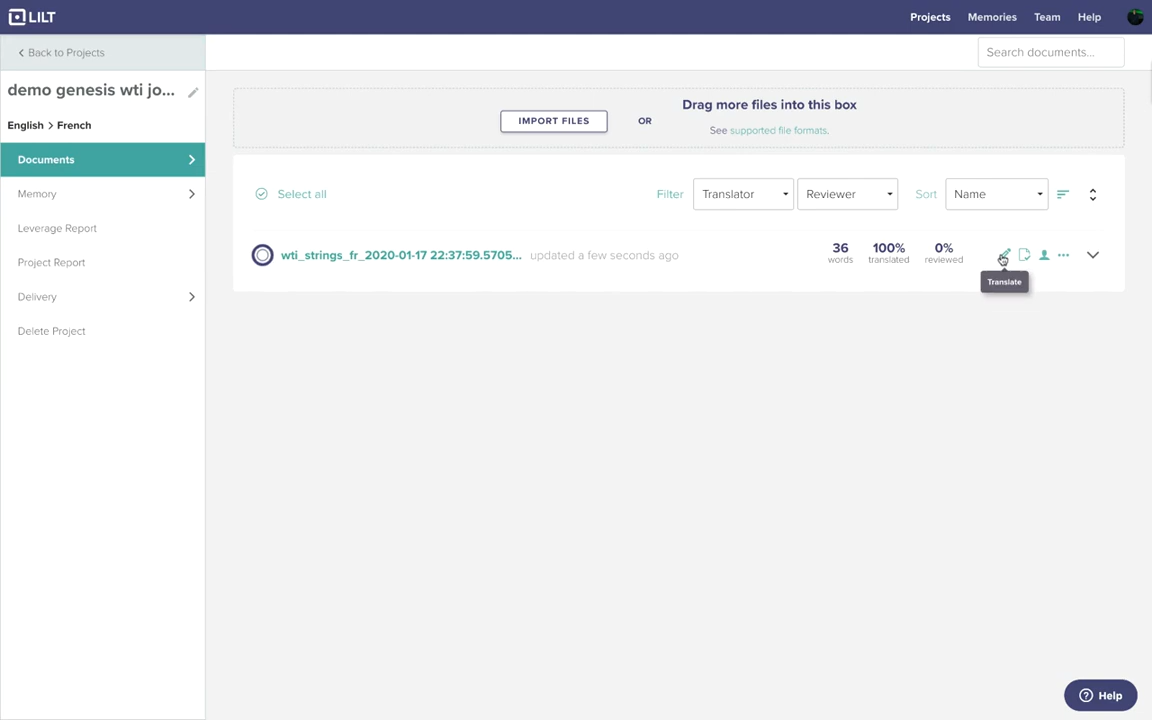 LILT
Projects Memories Team Help
Back to Projects
Search documents...
demo genesis wti jo...
English > French
Documents
Memory
Leverage Report
Project Report
Delivery
Delete Project
IMPORT FILES OR Drag more files into this box
See supported file formats.
Select all Filter Translator Reviewer Sort Name
wti_strings_fr_2020-01-17 22:37:59.5705... updated a few seconds ago 36 words 100% translated 0% reviewed
Translate
Help